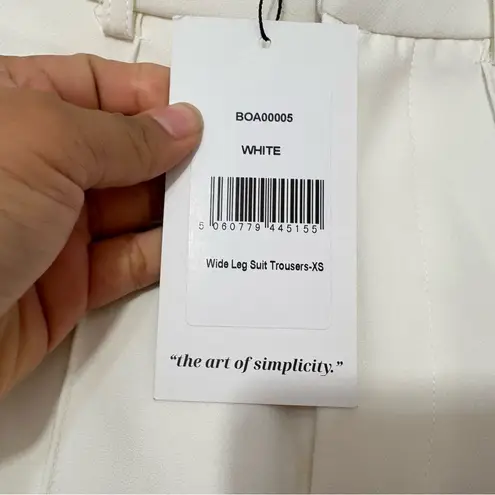 BOA00005
WHITE
5 060779 445155
Wide Leg Suit Trousers-XS
“the art of simplicity.”